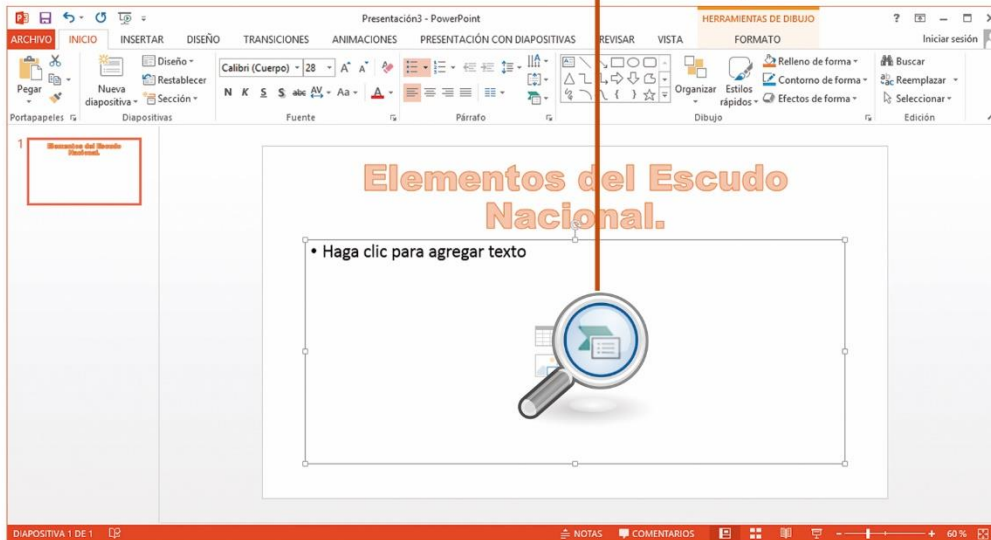 Presentación3 - PowerPoint
HERRAMIENTAS DE DIBUJO
ARCHIVO INICIO INSERTAR DISEÑO TRANSICIONES ANIMACIONES PRESENTACIÓN CON DIAPOSITIVAS REVISAR VISTA FORMATO Iniciar sesión
Pegar
Nueva diapositiva
Diseño
Restablecer
Sección
Calibri (Cuerpo) 28
N K S S abc AV Aa A
Organizar
Estilos rápidos
Relleno de forma
Contorno de forma
Efectos de forma
Buscar
Reemplazar
Seleccionar
Portapapeles Diapositivas Fuente Párrafo Dibujo Edición
1
Elementos del Escudo
Nacional.
Elementos del Escudo
Nacional.
• Haga clic para agregar texto
DIAPOSITIVA 1 DE 1 NOTAS COMENTARIOS 60 %